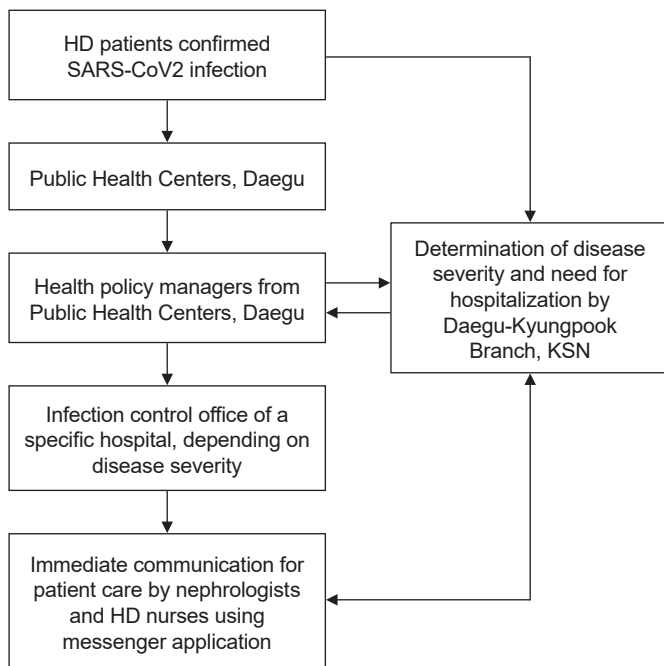 HD patients confirmed
SARS-CoV2 infection
Public Health Centers, Daegu
Health policy managers from
Public Health Centers, Daegu
Determination of disease
severity and need for
hospitalization by
Daegu-Kyungpook
Branch, KSN
Infection control office of a
specific hospital, depending on
disease severity
Immediate communication for
patient care by nephrologists
and HD nurses using
messenger application